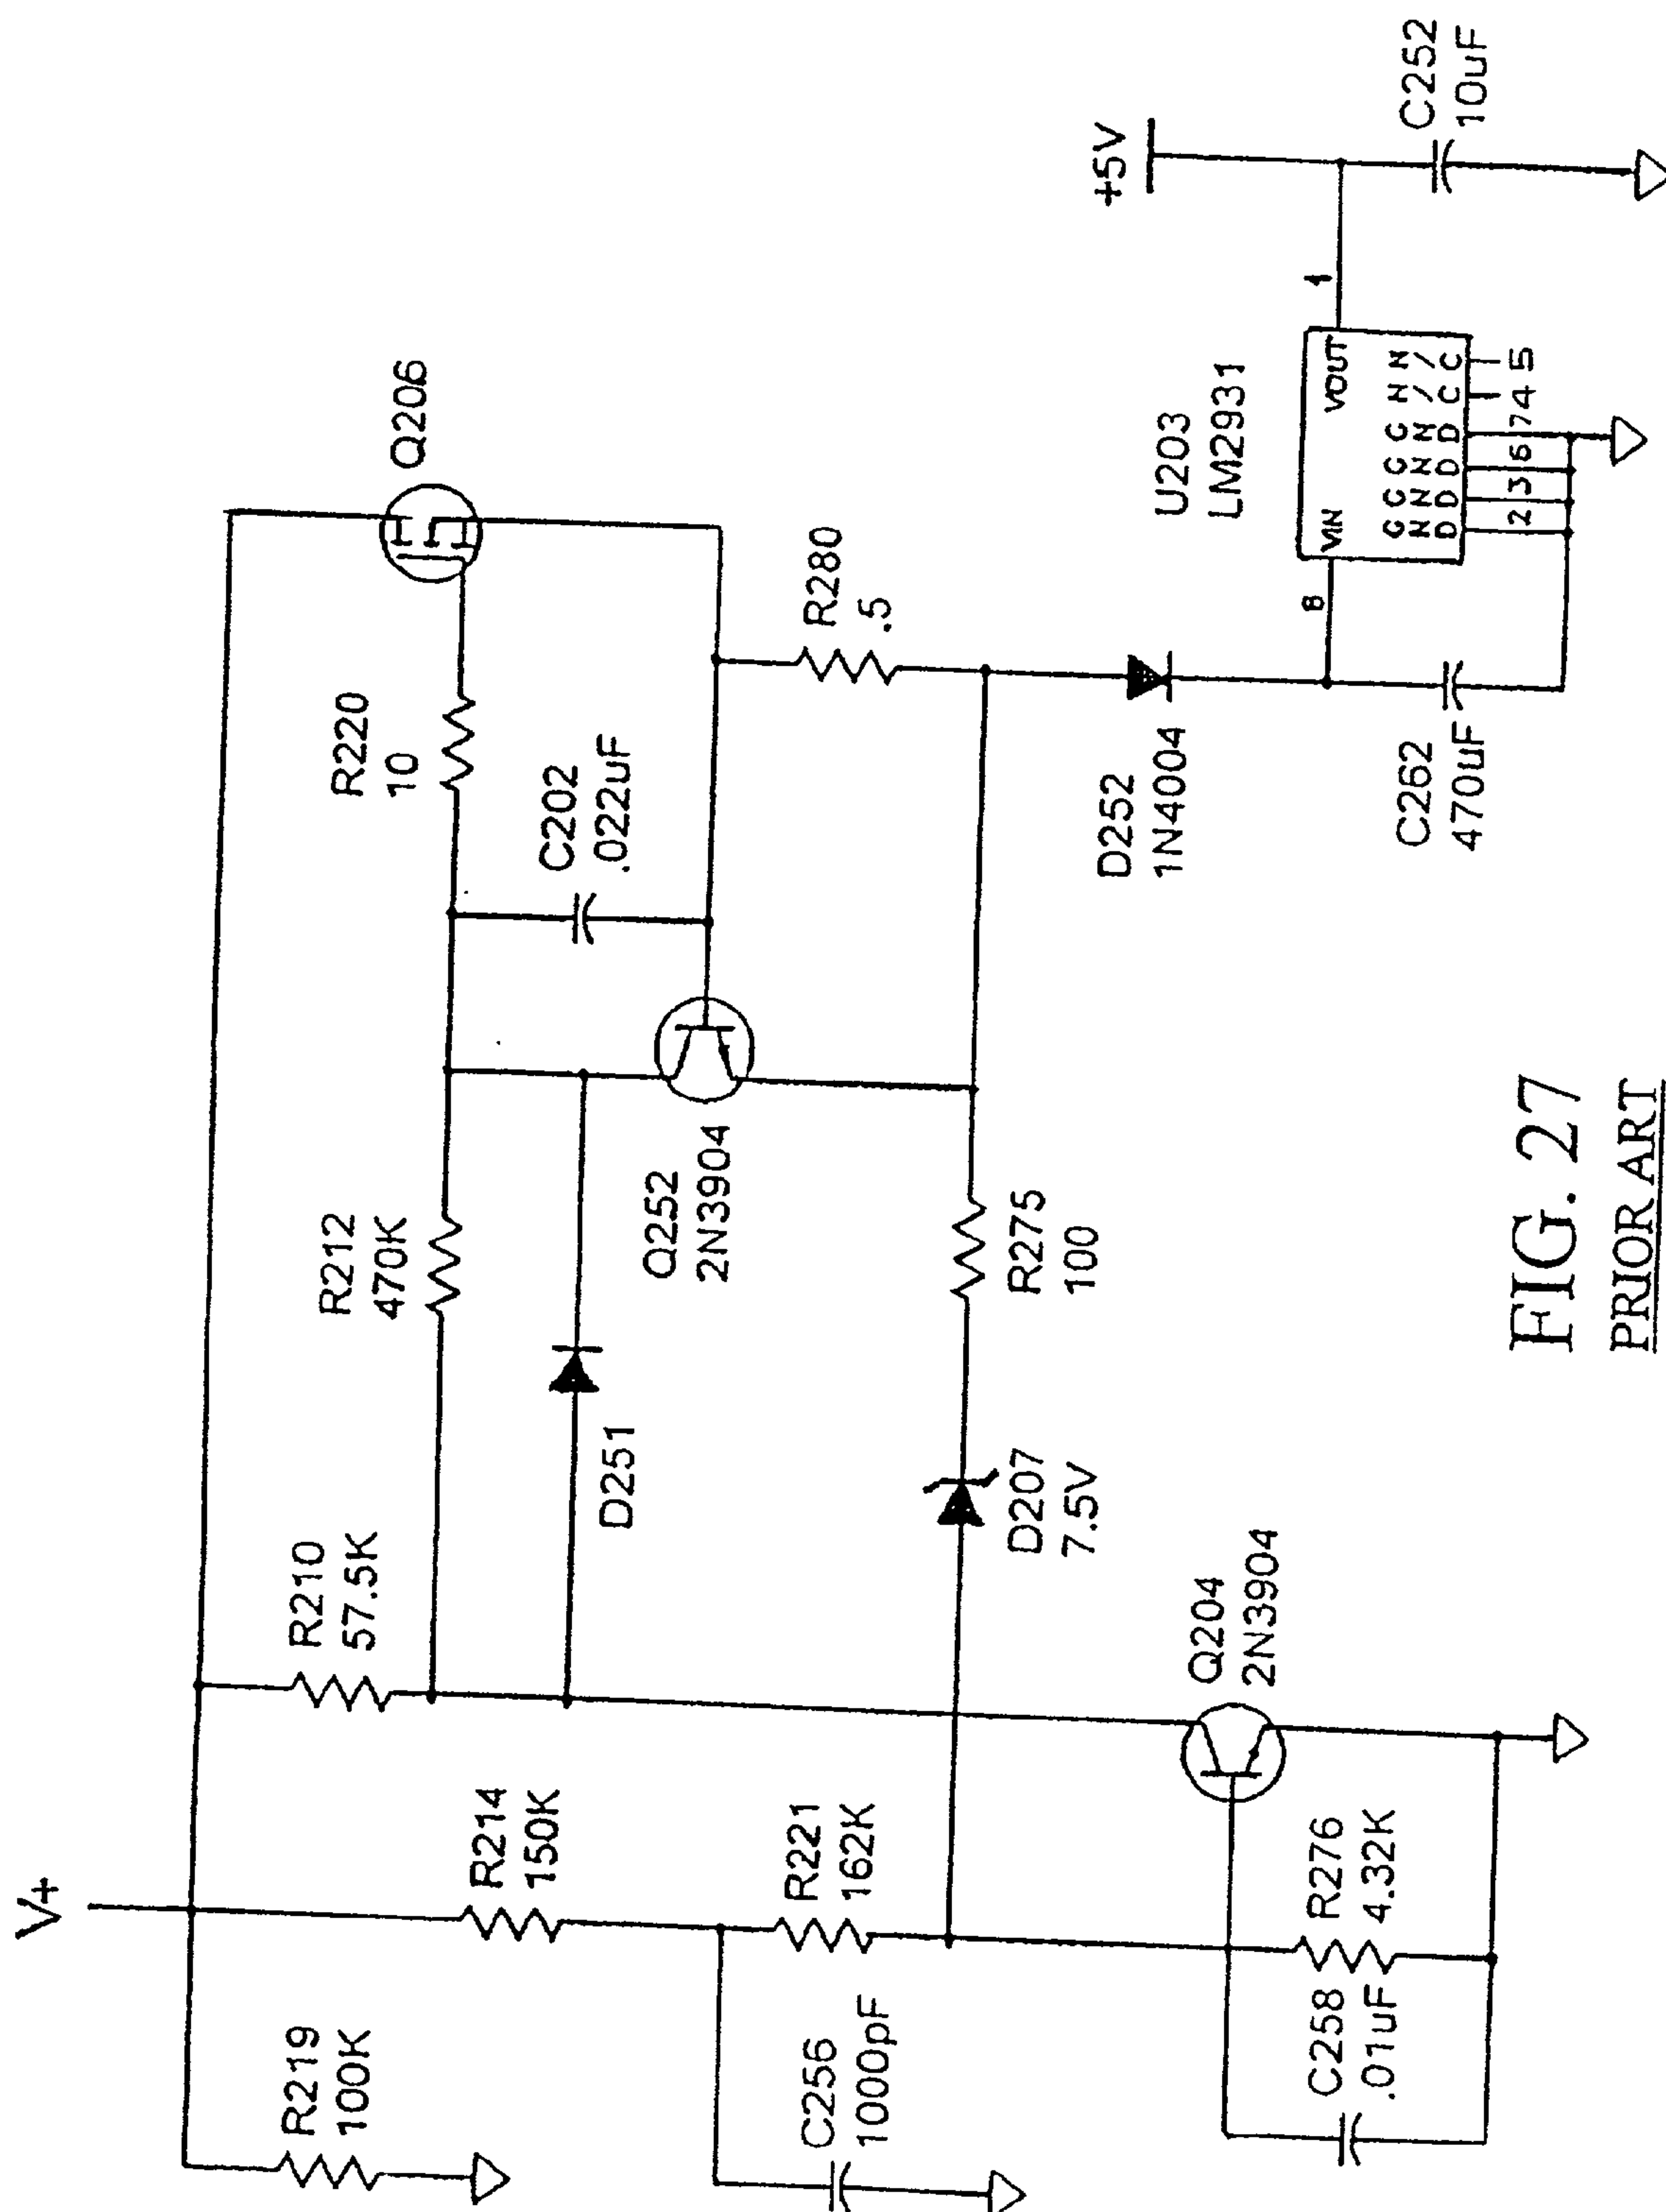 V+
R219
100K
R214
150K
C256
1000pF
R221
162K
C258
.01uF
R276
4.32K
R210
57.5K
R212
470K
D251
Q204
2N3904
D207
7.5V
R275
100
Q252
2N3904
C202
.022uF
R220
10
Q206
R280
.5
D252
1N4004
C262
470uF
U203
LM2931
8
VIN
VOUT
1
GND
GND
GND
GND
N/C
N/C
2
3
6
7
4
5
+5V
C252
10uF
FIG. 27
PRIOR ART